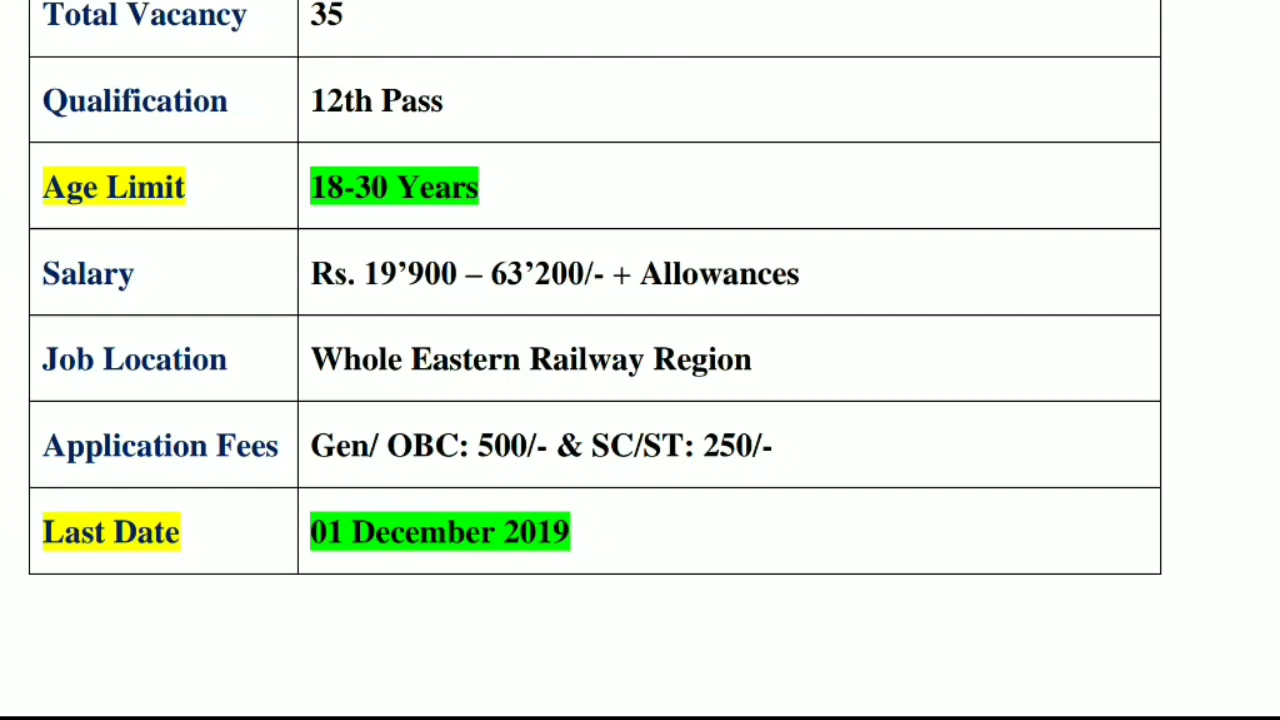 Total Vacancy 35
Qualification 12th Pass
Age Limit 18-30 Years
Salary Rs. 19’900 – 63’200/- + Allowances
Job Location Whole Eastern Railway Region
Application Fees Gen/ OBC: 500/- & SC/ST: 250/-
Last Date 01 December 2019